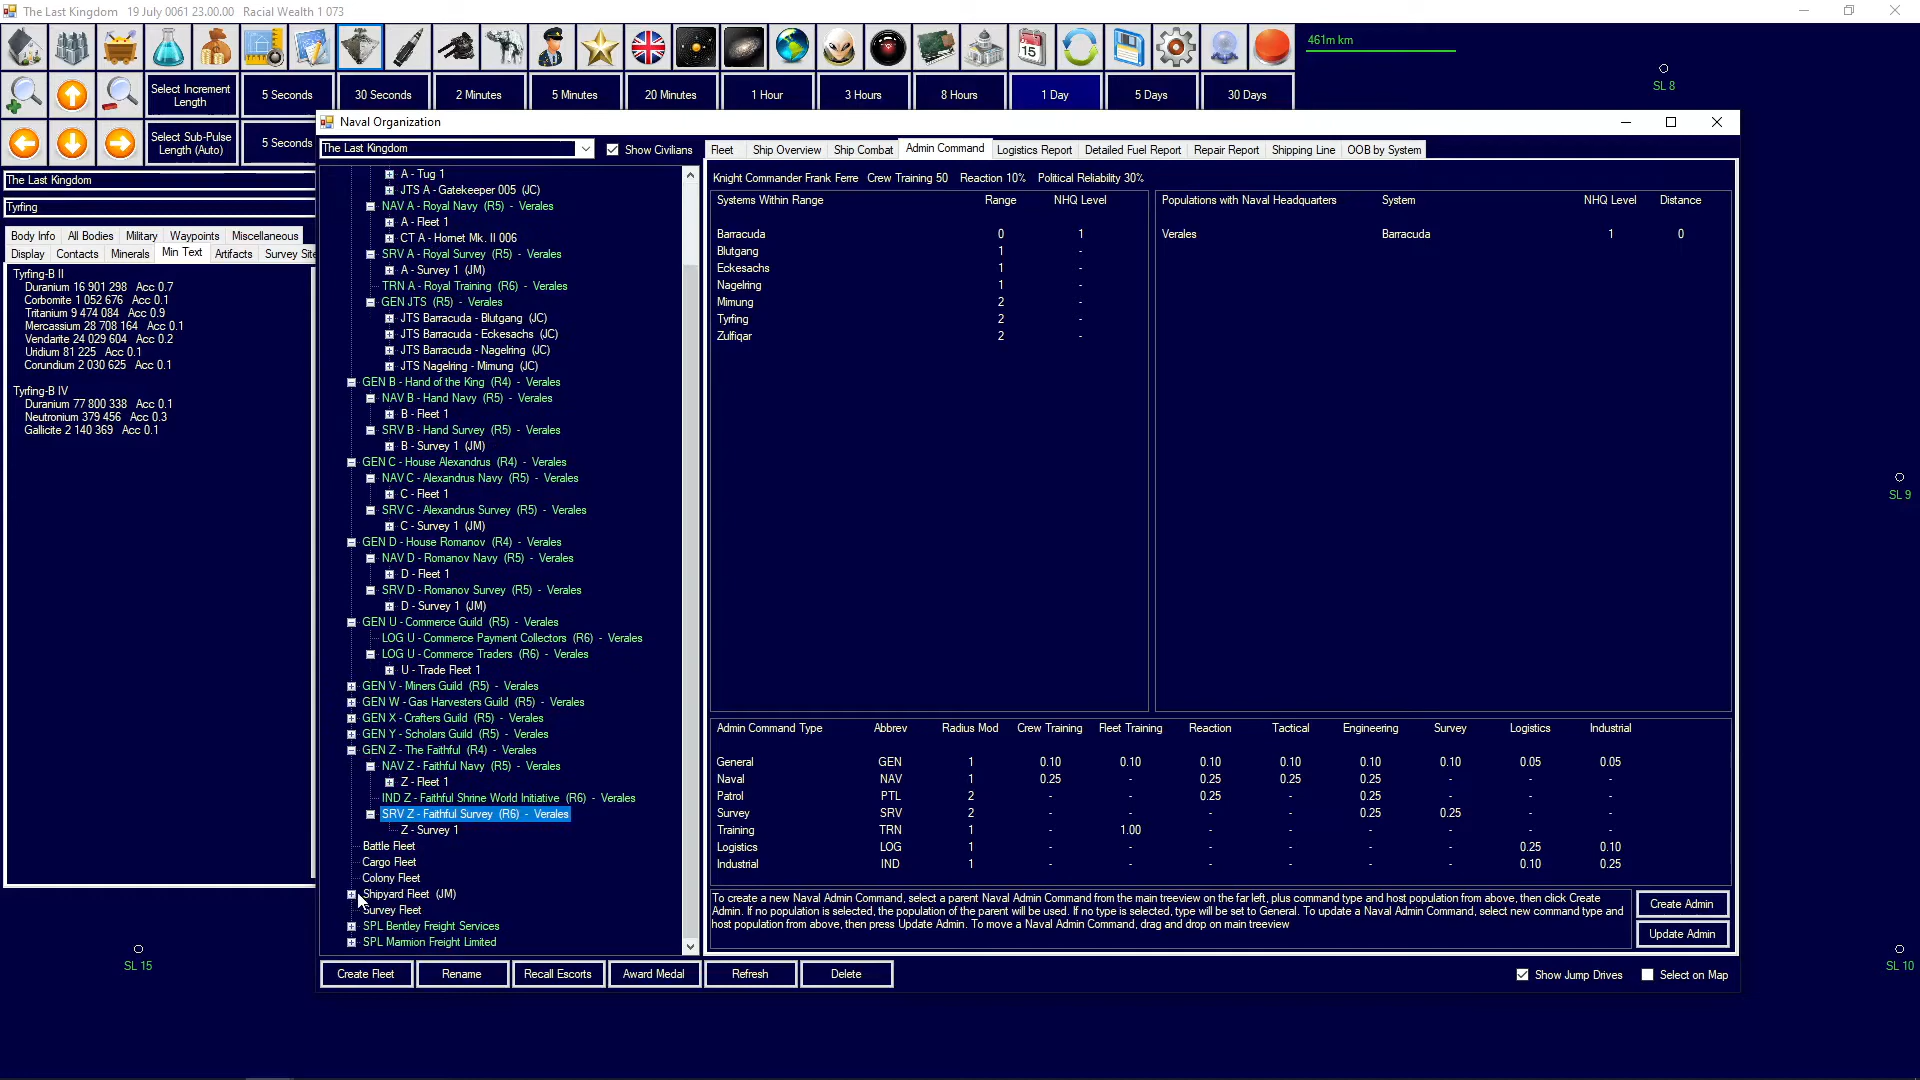 The Last Kingdom   19 July 0061 23.00.00   Racial Wealth 1 073
461m km
SL 8
Select Increment Length
5 Seconds
30 Seconds
2 Minutes
5 Minutes
20 Minutes
1 Hour
3 Hours
8 Hours
1 Day
5 Days
30 Days
Select Sub-Pulse Length (Auto)
5 Seconds
The Last Kingdom
Tyrfing
Body Info   All Bodies   Military   Waypoints   Miscellaneous
Display   Contacts   Minerals   Min Text   Artifacts   Survey Site
Tyrfing-B II
Duranium 16 901 298   Acc 0.7
Corbomite 1 052 676   Acc 0.1
Tritanium 9 474 084   Acc 0.9
Mercassium 28 708 164   Acc 0.1
Vendarite 24 029 604   Acc 0.2
Uridium 81 225   Acc 0.1
Corundium 2 030 625   Acc 0.1
Tyrfing-B IV
Duranium 77 800 338   Acc 0.1
Neutronium 379 456   Acc 0.3
Gallicite 2 140 369   Acc 0.1
SL 15
Naval Organization
The Last Kingdom
Show Civilians
A - Tug 1
JTS A - Gatekeeper 005  (JC)
NAV A - Royal Navy  (R5)  -  Verales
A - Fleet 1
CT A - Hornet Mk. II 006
SRV A - Royal Survey  (R5)  -  Verales
A - Survey 1  (JM)
TRN A - Royal Training  (R6)  -  Verales
GEN JTS  (R5)  -  Verales
JTS Barracuda - Blutgang  (JC)
JTS Barracuda - Eckesachs  (JC)
JTS Barracuda - Nagelring  (JC)
JTS Nagelring - Mimung  (JC)
GEN B - Hand of the King  (R4)  -  Verales
NAV B - Hand Navy  (R5)  -  Verales
B - Fleet 1
SRV B - Hand Survey  (R5)  -  Verales
B - Survey 1  (JM)
GEN C - House Alexandrus  (R4)  -  Verales
NAV C - Alexandrus Navy  (R5)  -  Verales
C - Fleet 1
SRV C - Alexandrus Survey  (R5)  -  Verales
C - Survey 1  (JM)
GEN D - House Romanov  (R4)  -  Verales
NAV D - Romanov Navy  (R5)  -  Verales
D - Fleet 1
SRV D - Romanov Survey  (R5)  -  Verales
D - Survey 1  (JM)
GEN U - Commerce Guild  (R5)  -  Verales
LOG U - Commerce Payment Collectors  (R6)  -  Verales
LOG U - Commerce Traders  (R6)  -  Verales
U - Trade Fleet 1
GEN V - Miners Guild  (R5)  -  Verales
GEN W - Gas Harvesters Guild  (R5)  -  Verales
GEN X - Crafters Guild  (R5)  -  Verales
GEN Y - Scholars Guild  (R5)  -  Verales
GEN Z - The Faithful  (R4)  -  Verales
NAV Z - Faithful Navy  (R5)  -  Verales
Z - Fleet 1
IND Z - Faithful Shrine World Initiative  (R6)  -  Verales
SRV Z - Faithful Survey  (R6)  -  Verales
Z - Survey 1
Battle Fleet
Cargo Fleet
Colony Fleet
Shipyard Fleet  (JM)
Survey Fleet
SPL Bentley Freight Services
SPL Marmion Freight Limited
Create Fleet
Rename
Recall Escorts
Award Medal
Refresh
Delete
Fleet   Ship Overview   Ship Combat   Admin Command   Logistics Report   Detailed Fuel Report   Repair Report   Shipping Line   OOB by System
Knight Commander Frank Ferre   Crew Training 50   Reaction 10%   Political Reliability 30%
Systems Within Range   Range   NHQ Level
Barracuda   0   1
Blutgang   1   -
Eckesachs   1   -
Nagelring   1   -
Mimung   2   -
Tyrfing   2   -
Zulfiqar   2   -
Populations with Naval Headquarters   System   NHQ Level   Distance
Verales   Barracuda   1   0
Admin Command Type   Abbrev   Radius Mod   Crew Training   Fleet Training   Reaction   Tactical   Engineering   Survey   Logistics   Industrial
General   GEN   1   0.10   0.10   0.10   0.10   0.10   0.10   0.05   0.05
Naval   NAV   1   0.25   -   0.25   0.25   0.25   -   -   -
Patrol   PTL   2   -   -   0.25   -   0.25   -   -   -
Survey   SRV   2   -   -   -   -   0.25   0.25   -   -
Training   TRN   1   -   1.00   -   -   -   -   -   -
Logistics   LOG   1   -   -   -   -   -   -   0.25   0.10
Industrial   IND   1   -   -   -   -   -   -   0.10   0.25
To create a new Naval Admin Command, select a parent Naval Admin Command from the main treeview on the far left, plus command type and host population from above, then click Create
Admin. If no population is selected, the population of the parent will be used. If no type is selected, type will be set to General. To update a Naval Admin Command, select new command type and
host population from above, then press Update Admin. To move a Naval Admin Command, drag and drop on main treeview
Create Admin
Update Admin
Show Jump Drives
Select on Map
SL 9
SL 10